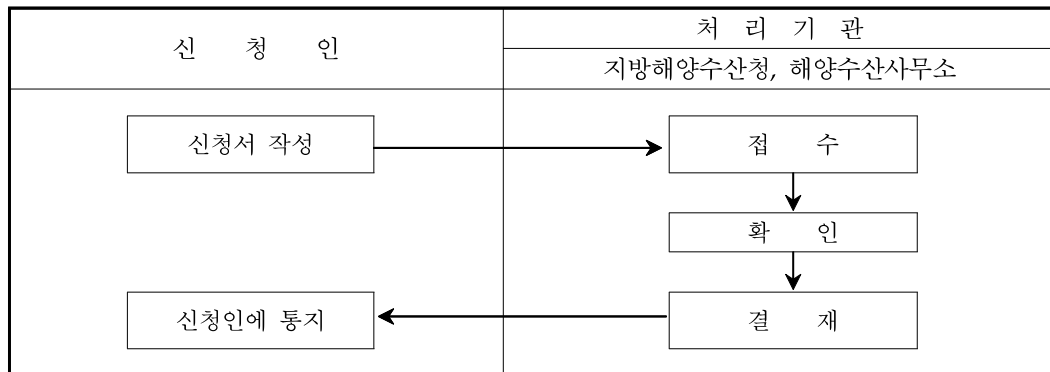 신 청 인
처 리 기 관
지방해양수산청, 해양수산사무소
신청서 작성
접 수
확 인
신청인에 통지
결 재